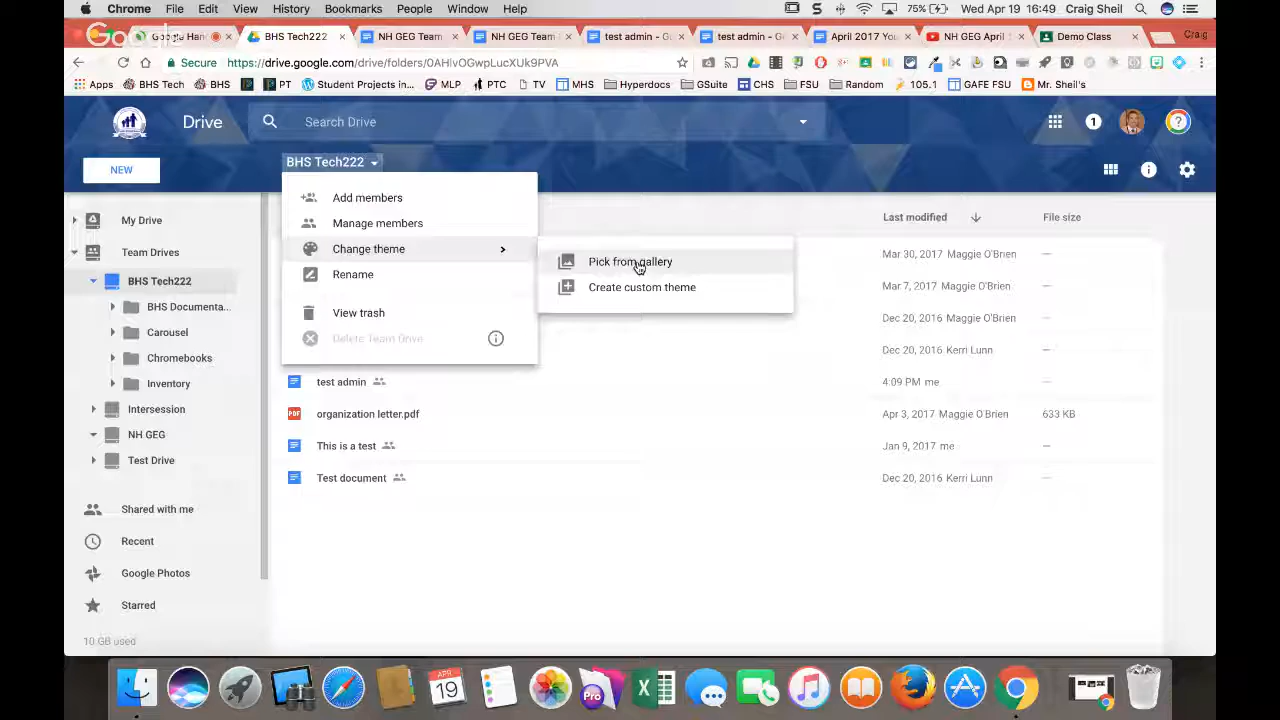 Chrome File Edit View History Bookmarks People Window Help 75% Wed Apr 19 16:49 Craig Sheil
Google Hang BHS Tech222 NH GEG Team NH GEG Team test admin - Go test admin - Go April 2017 You NH GEG April Demo Class Craig
Secure https://drive.google.com/drive/folders/0AHlvOGwpLucXUk9PVA
Apps BHS Tech BHS PT Student Projects in... MLP PTC TV MHS Hyperdocs GSuite CHS FSU Random 105.1 GAFE FSU Mr. Sheil's
Drive Search Drive 1
NEW BHS Tech222
Add members
Manage members
Change theme
Rename
View trash
Delete Team Drive
Pick from gallery
Create custom theme
My Drive
Team Drives
BHS Tech222
BHS Documenta...
Carousel
Chromebooks
Inventory
Intersession
NH GEG
Test Drive
Shared with me
Recent
Google Photos
Starred
10 GB used
Last modified File size
Mar 30, 2017 Maggie O'Brien —
Mar 7, 2017 Maggie O'Brien —
Dec 20, 2016 Maggie O'Brien —
Dec 20, 2016 Kerri Lunn —
test admin 4:09 PM me —
PDF organization letter.pdf Apr 3, 2017 Maggie O'Brien 633 KB
This is a test Jan 9, 2017 me —
Test document Dec 20, 2016 Kerri Lunn —
APR
19
Pro